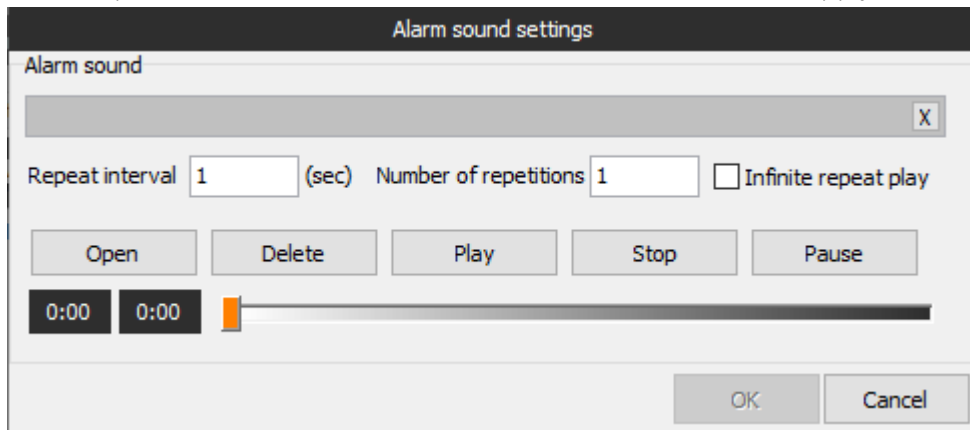 Alarm sound settings
Alarm sound
X
Repeat interval 1 (sec) Number of repetitions 1 Infinite repeat play
Open Delete Play Stop Pause
0:00 0:00
OK Cancel